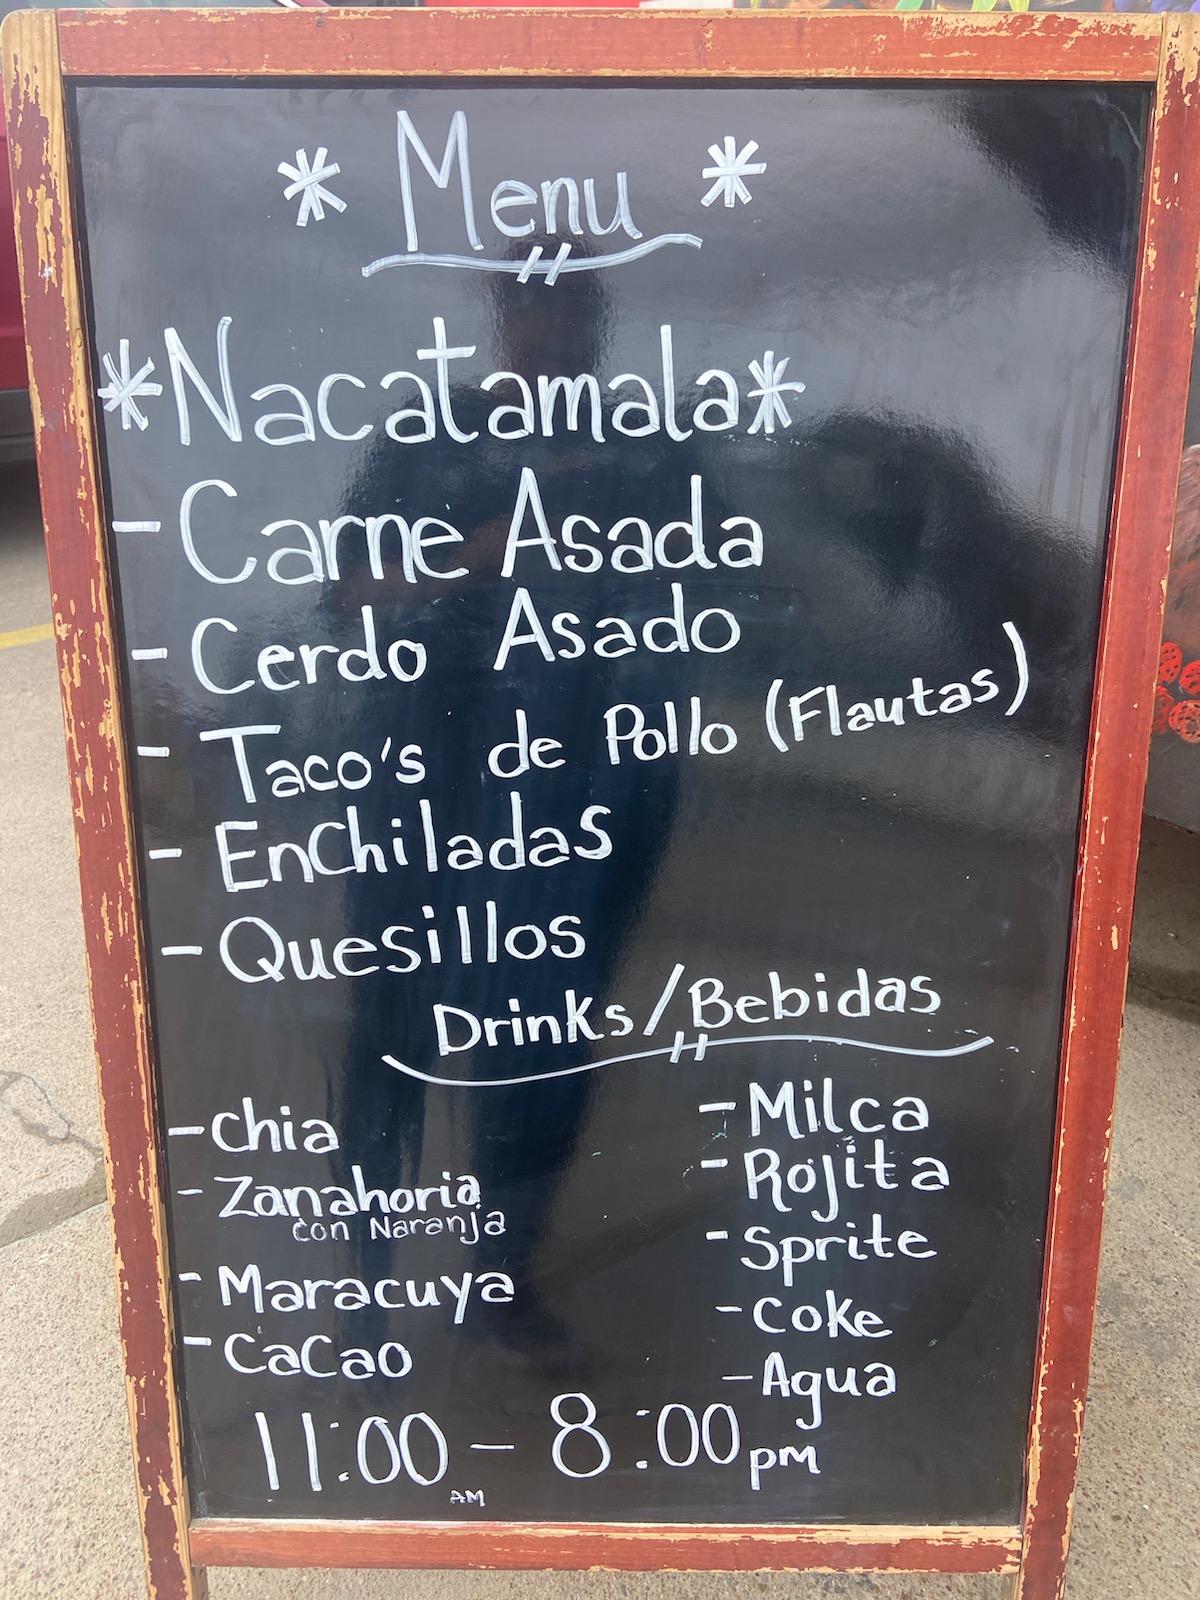 * Menu *
*Nacatamala*
- Carne Asada
- Cerdo Asado
- Taco's de Pollo (Flautas)
- Enchiladas
- Quesillos
Drinks/Bebidas
- Chia
- Zanahoria
con Naranja
- Maracuya
- Cacao
- Milca
- Rojita
- Sprite
- Coke
- Agua
11:00 AM - 8:00 pm